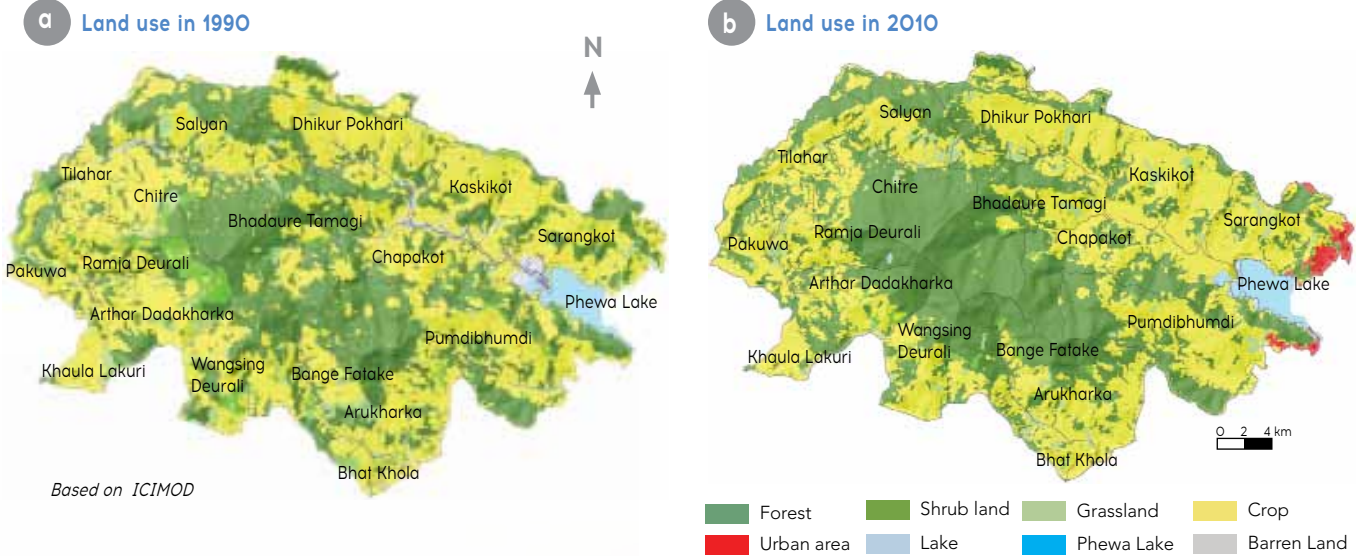 a Land use in 1990
N
Salyan
Dhikur Pokhari
Tilahar
Chitre
Kaskikot
Bhadaure Tamagi
Sarangkot
Chapakot
Pakuwa
Ramja Deurali
Phewa Lake
Arthar Dadakharka
Pumdibhumdi
Khaula Lakuri
Wangsing
Deurali
Bange Fatake
Arukharka
Bhat Khola
Based on ICIMOD
b Land use in 2010
Salyan
Dhikur Pokhari
Tilahar
Chitre
Kaskikot
Bhadaure Tamagi
Sarangkot
Ramja Deurali
Chapakot
Pakuwa
Arthar Dadakharka
Phewa Lake
Pumdibhumdi
Wangsing
Deurali
Bange Fatake
Khaula Lakuri
Arukharka
Bhat Khola
0 2 4 km
Forest Shrub land Grassland Crop
Urban area Lake Phewa Lake Barren Land